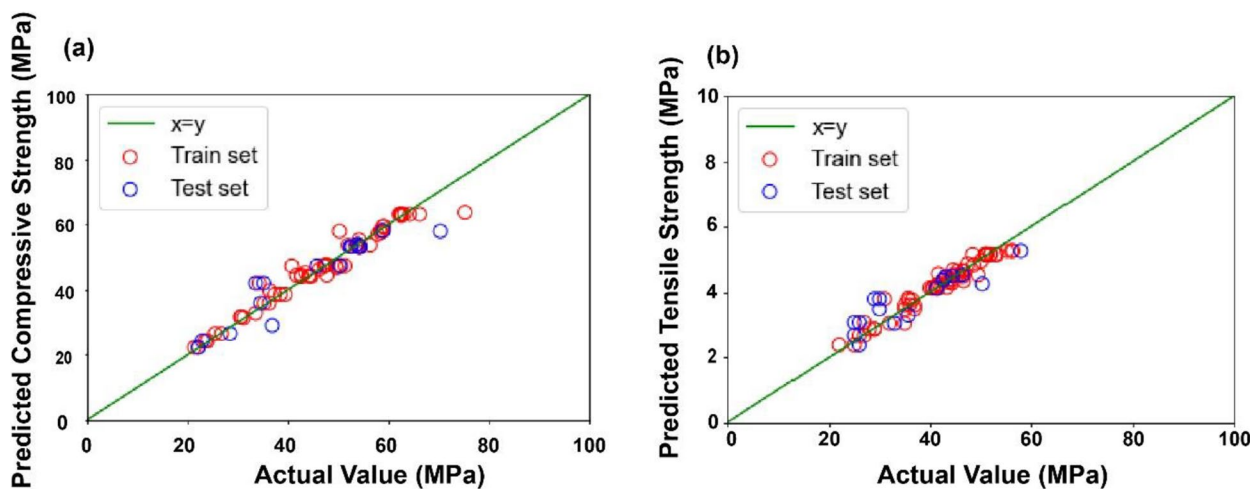 (a)
Predicted Compressive Strength (MPa)
100
80
60
40
20
0
x=y
Train set
Test set
0 20 40 60 80 100
Actual Value (MPa)
(b)
Predicted Tensile Strength (MPa)
10
8
6
4
2
0
x=y
Train set
Test set
0 20 40 60 80 100
Actual Value (MPa)